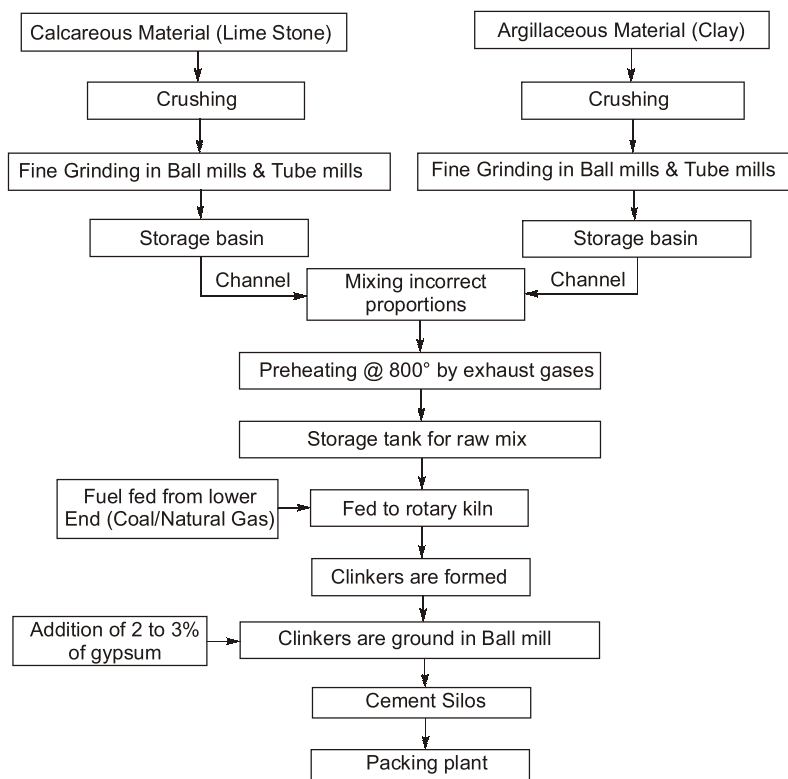 Calcareous Material (Lime Stone)
Argillaceous Material (Clay)
Crushing
Crushing
Fine Grinding in Ball mills & Tube mills
Fine Grinding in Ball mills & Tube mills
Storage basin
Storage basin
Channel
Channel
Mixing incorrect
proportions
Preheating @ 800° by exhaust gases
Storage tank for raw mix
Fuel fed from lower
End (Coal/Natural Gas)
Fed to rotary kiln
Clinkers are formed
Addition of 2 to 3%
of gypsum
Clinkers are ground in Ball mill
Cement Silos
Packing plant